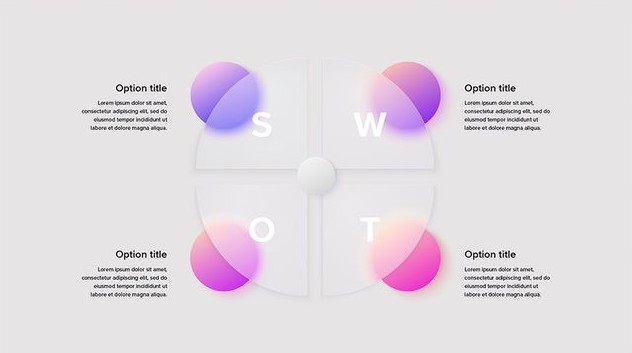 Option title
Lorem ipsum dolor sit amet,
consectetur adipiscing elit, sed do
eiusmod tempor incididunt ut
labore et dolore magna aliqua.
S
W
Option title
Lorem ipsum dolor sit amet,
consectetur adipiscing elit, sed do
eiusmod tempor incididunt ut
labore et dolore magna aliqua.
Option title
Lorem ipsum dolor sit amet,
consectetur adipiscing elit, sed do
eiusmod tempor incididunt ut
labore et dolore magna aliqua.
O
T
Option title
Lorem ipsum dolor sit amet,
consectetur adipiscing elit, sed do
eiusmod tempor incididunt ut
labore et dolore magna aliqua.